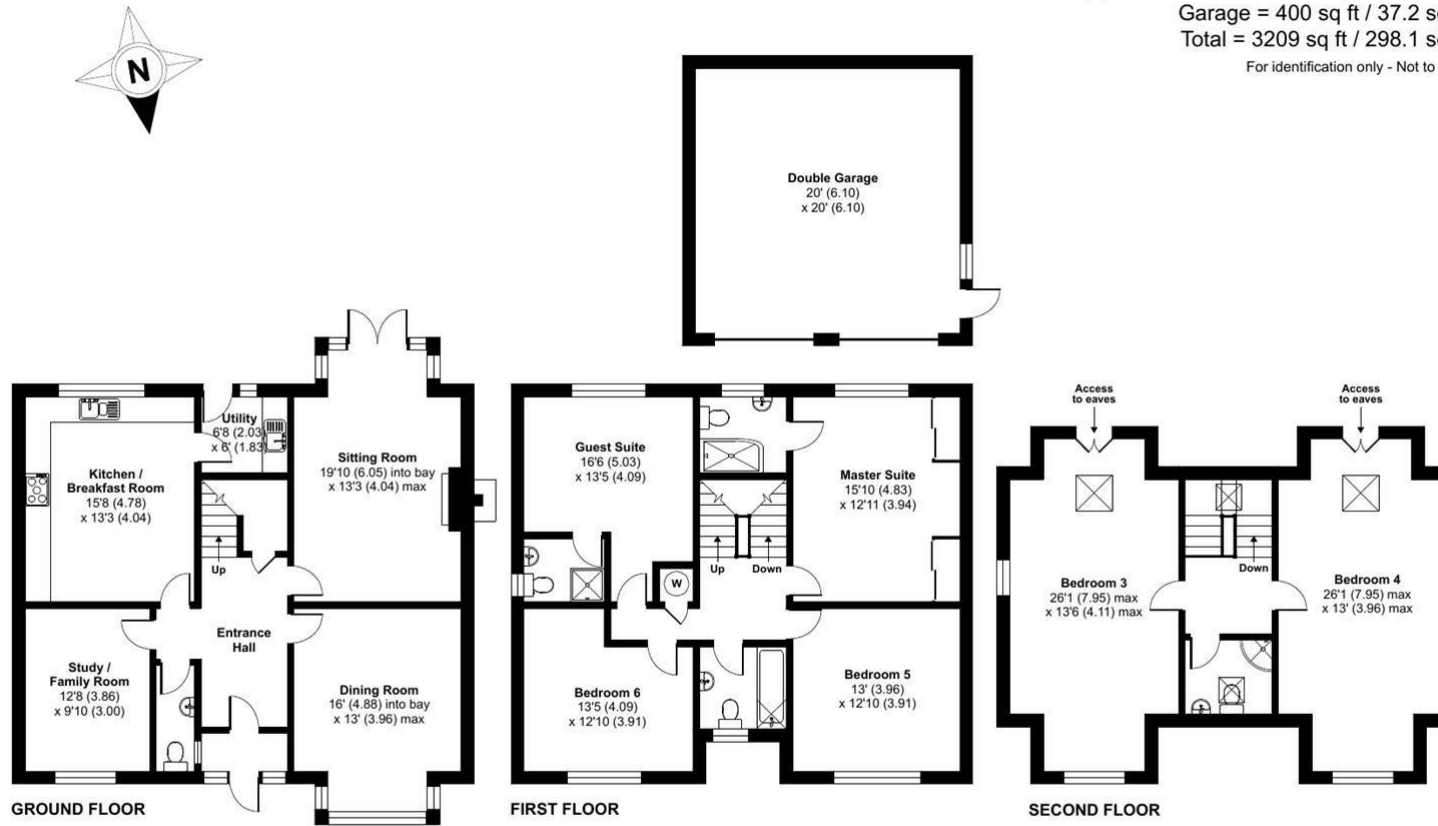 Garage = 400 sq ft / 37.2 s
Total = 3209 sq ft / 298.1 s
For identification only - Not to
N
Double Garage
20' (6.10)
x 20' (6.10)
Utility
6'8 (2.03)
x 6' (1.83)
Kitchen /
Breakfast Room
15'8 (4.78)
x 13'3 (4.04)
Sitting Room
19'10 (6.05) into bay
x 13'3 (4.04) max
Up
Entrance
Hall
Study /
Family Room
12'8 (3.86)
x 9'10 (3.00)
Dining Room
16' (4.88) into bay
x 13' (3.96) max
GROUND FLOOR
Guest Suite
16'6 (5.03)
x 13'5 (4.09)
Master Suite
15'10 (4.83)
x 12'11 (3.94)
W
Up
Down
Bedroom 6
13'5 (4.09)
x 12'10 (3.91)
Bedroom 5
13' (3.96)
x 12'10 (3.91)
FIRST FLOOR
Access
to eaves
Access
to eaves
Bedroom 3
26'1 (7.95) max
x 13'6 (4.11) max
Down
Bedroom 4
26'1 (7.95) max
x 13' (3.96) max
SECOND FLOOR